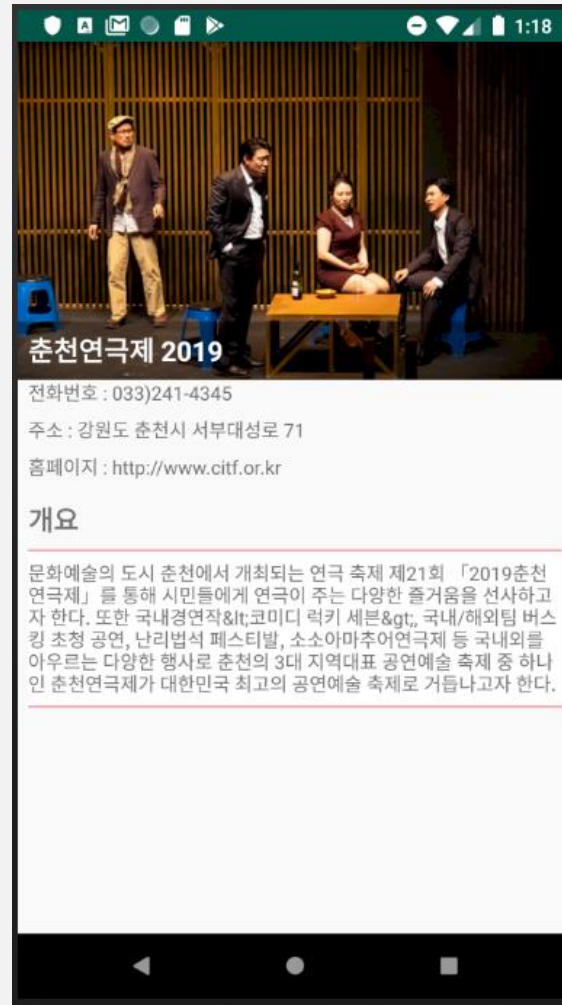 1:18
춘천연극제 2019
전화번호 : 033)241-4345
주소 : 강원도 춘천시 서부대성로 71
홈페이지 : http://www.citf.or.kr
개요
문화예술의 도시 춘천에서 개최되는 연극 축제 제21회 「2019춘천
연극제」를 통해 시민들에게 연극이 주는 다양한 즐거움을 선사하고
자 한다. 또한 국내경연작&lt;코미디 럭키 세븐&gt;, 국내/해외팀 버스
킹 초청 공연, 난리법석 페스티발, 소소아마추어연극제 등 국내외를
아우르는 다양한 행사로 춘천의 3대 지역대표 공연예술 축제 중 하나
인 춘천연극제가 대한민국 최고의 공연예술 축제로 거듭나고자 한다.